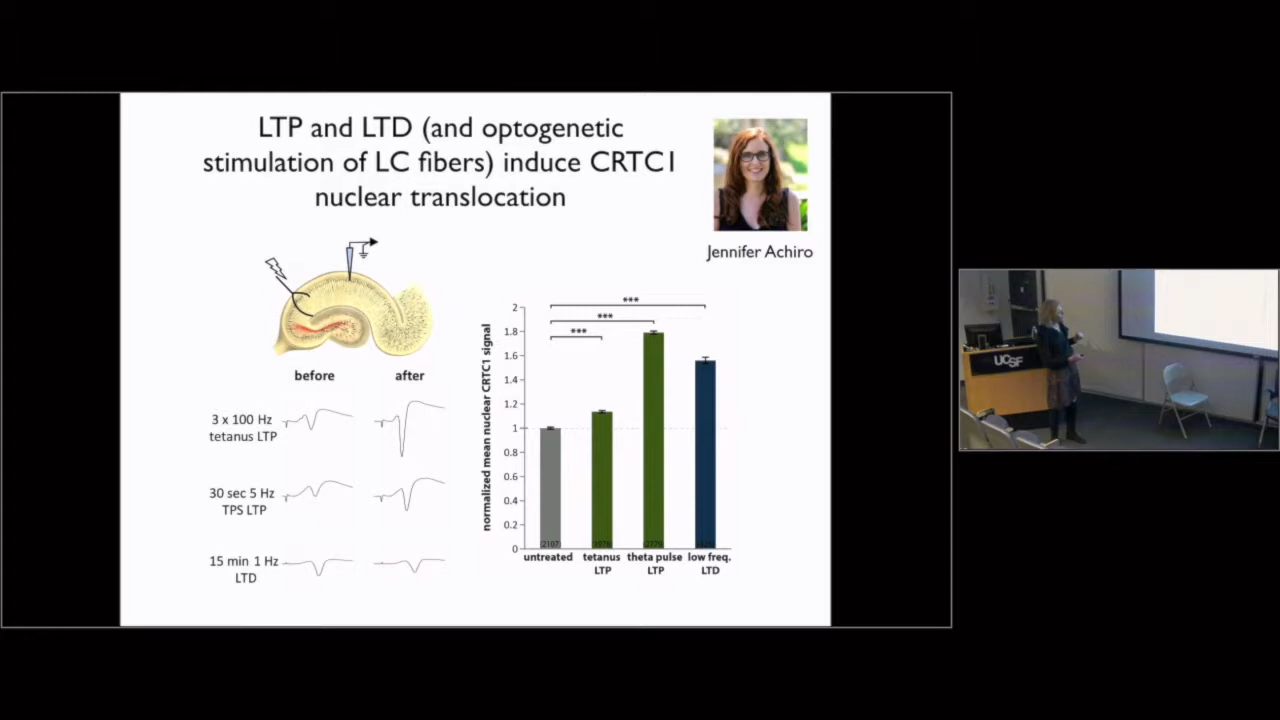 LTP and LTD (and optogenetic
stimulation of LC fibers) induce CRTC1
nuclear translocation
Jennifer Achiro
before
after
3 x 100 Hz
tetanus LTP
30 sec 5 Hz
TPS LTP
15 min 1 Hz
LTD
normalized mean nuclear CRTC1 signal
2
1.8
1.6
1.4
1.2
1
0.8
0.6
0.4
0.2
0
***
***
***
(2107)
untreated
tetanus
LTP
theta pulse
LTP
low freq.
LTD
UCSF